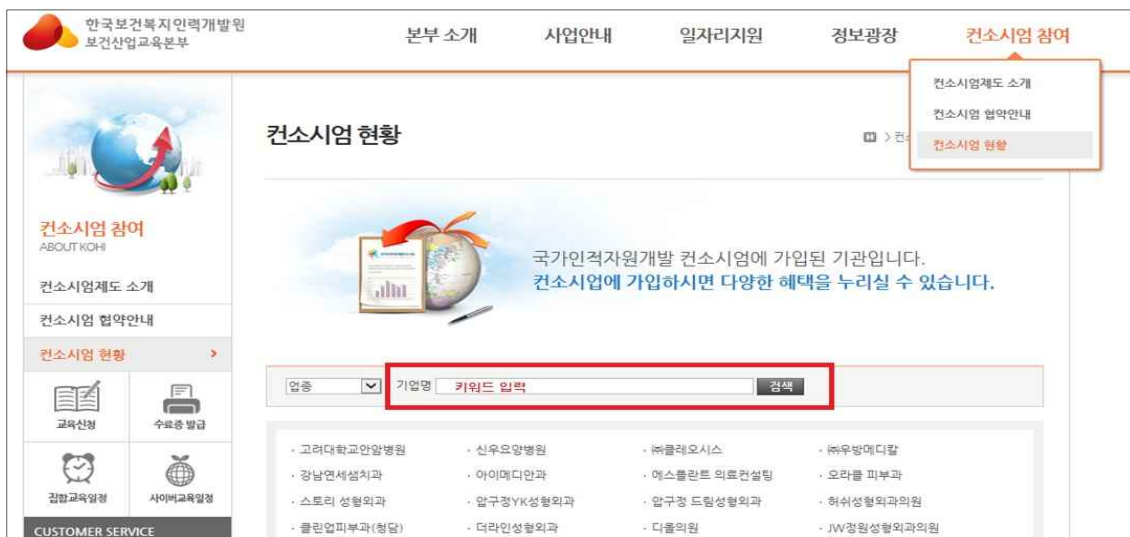 한국보건복지인력개발원
보건산업교육본부
본부 소개 사업안내 일자리지원 정보광장 컨소시엄 참여
컨소시엄제도 소개
컨소시엄 협약안내
컨소시엄 현황
컨소시엄 현황
컨소시엄 참여
ABOUT KOHI
컨소시엄제도 소개
컨소시엄 협약안내
컨소시엄 현황
국가인적자원개발 컨소시엄에 가입된 기관입니다.
컨소시업에 가입하시면 다양한 혜택을 누리실 수 있습니다.
업종 기업명 키워드 입력 검색
교육신청 수료증 발급
집합교육일정 사이버교육일정
CUSTOMER SERVICE
· 고려대학교안암병원 · 신우요양병원 · ㈜클레오시스 · ㈜우방메디칼
· 강남연세샘치과 · 아이메디안과 · 에스플란트 의료컨설팅 · 오라클 피부과
· 스토리 성형외과 · 압구정YK성형외과 · 압구정 드림성형외과 · 허쉬성형외과의원
· 클린업피부과(청담) · 더라인성형외과 · 디올의원 · JW정원성형외과의원